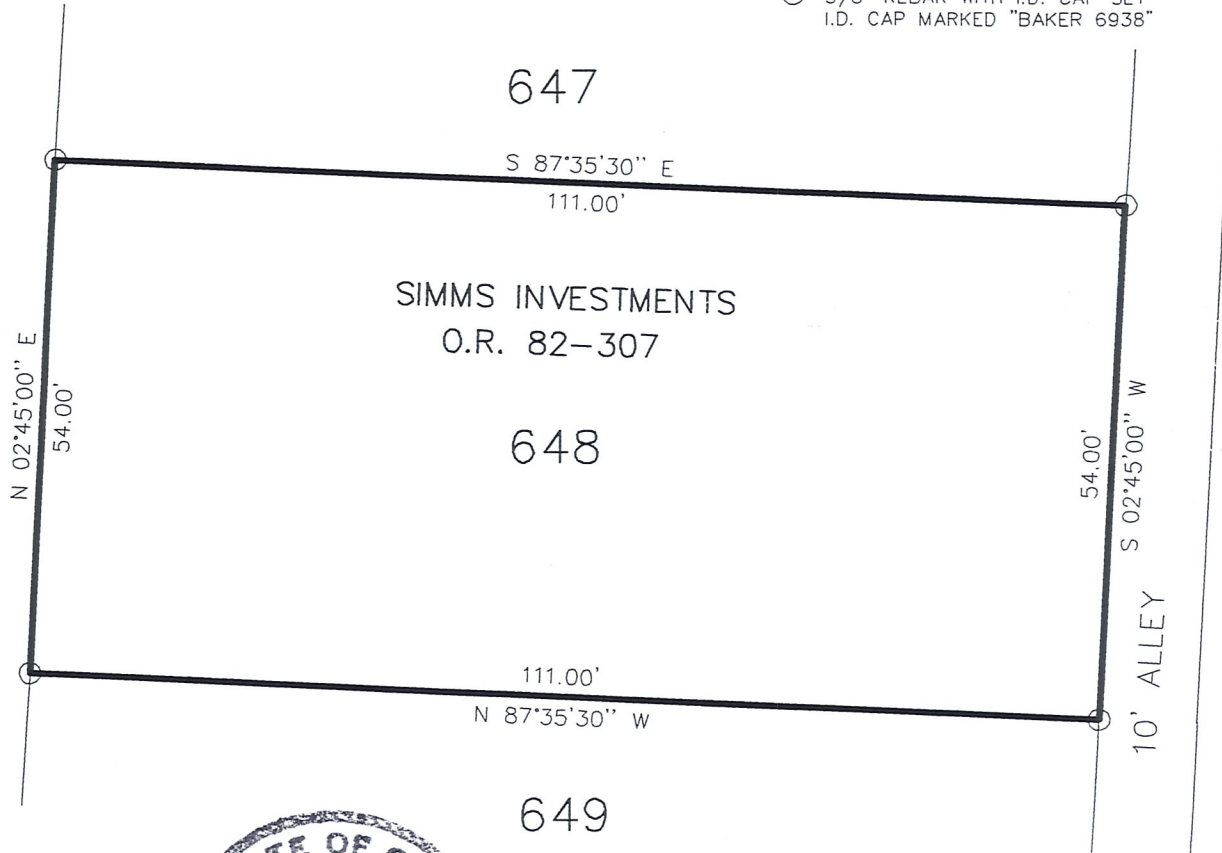 I.D. CAP MARKED "BAKER 6938"
647
S 87°35'30" E
111.00'
SIMMS INVESTMENTS
O.R. 82-307
N 02°45'00" E
54.00'
648
54.00'
S 02°45'00" W
10' ALLEY
111.00'
N 87°35'30" W
649
OF